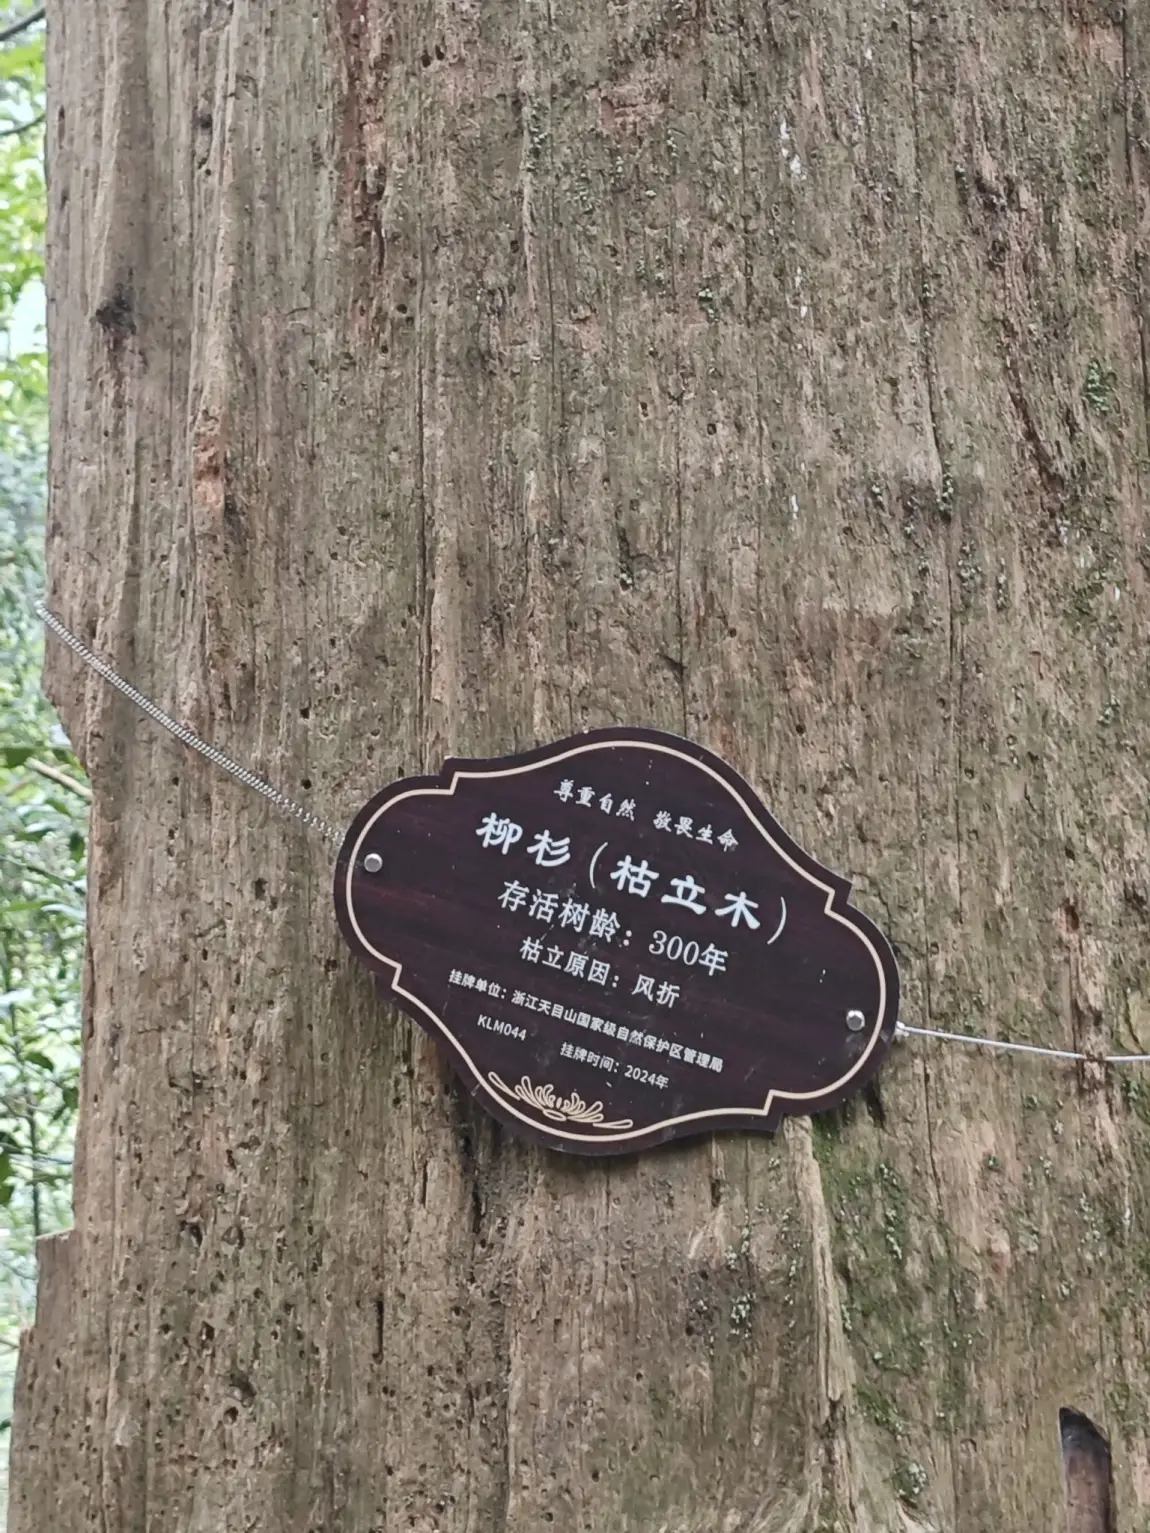 尊重自然 敬畏生命
柳杉（枯立木）
存活树龄：300年
枯立原因：风折
挂牌单位：浙江天目山国家级自然保护区管理局
KLM044 挂牌时间：2024年